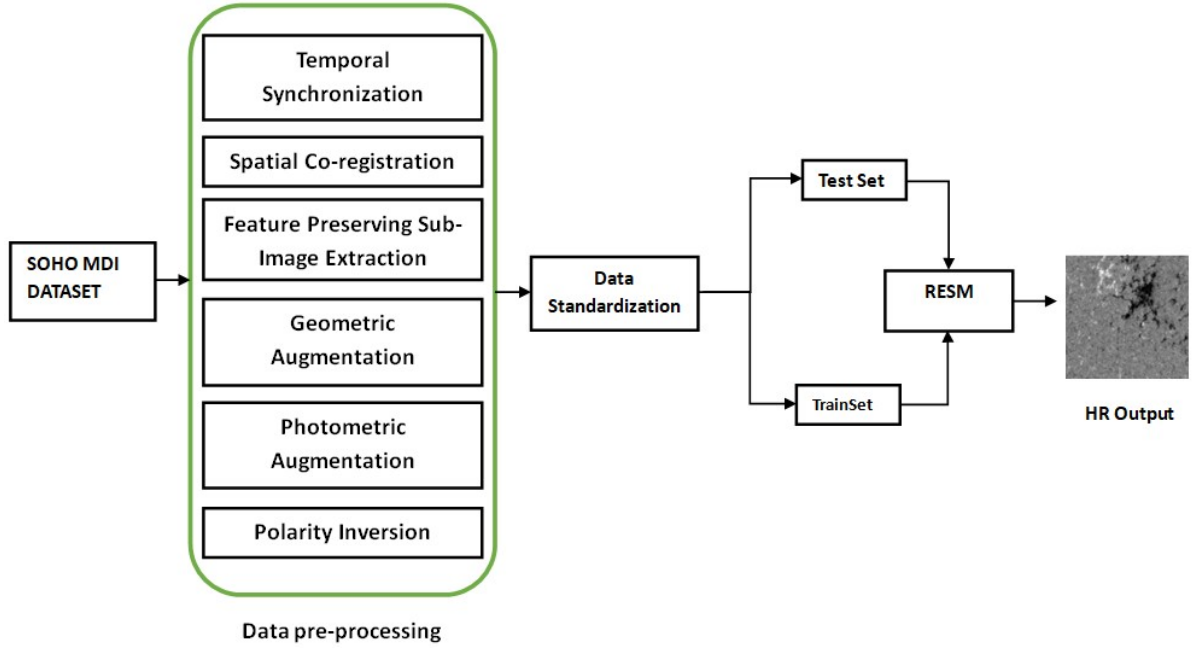 SOHO MDI
DATASET
Temporal
Synchronization
Spatial Co-registration
Feature Preserving Sub-
Image Extraction
Geometric
Augmentation
Photometric
Augmentation
Polarity Inversion
Data pre-processing
Data
Standardization
Test Set
TrainSet
RESM
HR Output